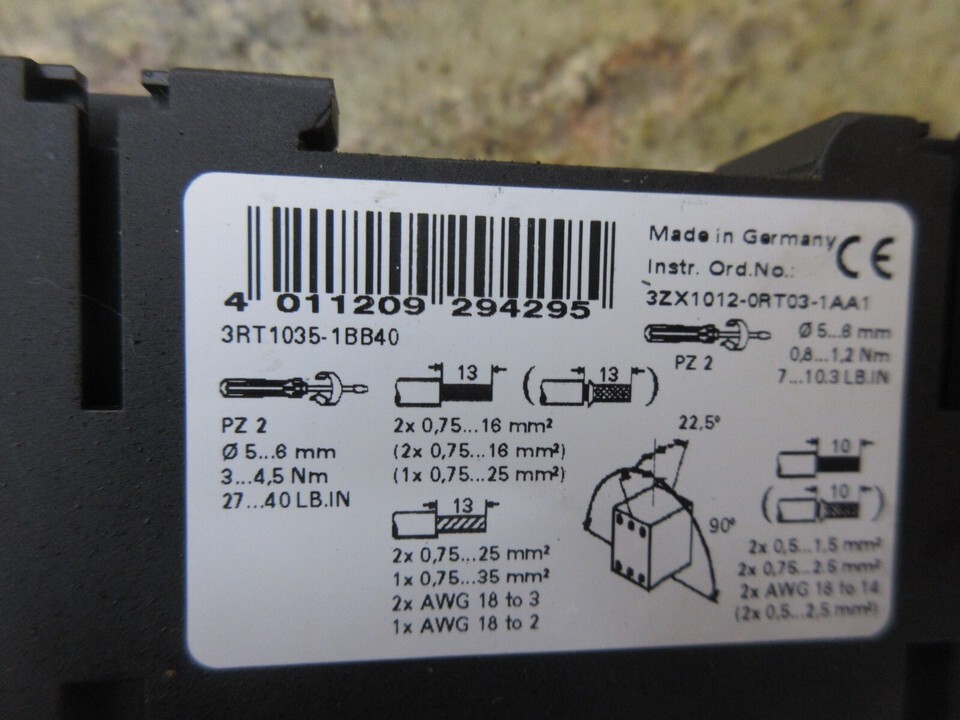 4 011209 294295
3RT1035-1BB40
Made in Germany CE
Instr. Ord.No.:
3ZX1012-0RT03-1AA1
PZ 2
Ø 5...6 mm
0,8...1,2 Nm
7...10.3 LB.IN
PZ 2
Ø 5...6 mm
3...4,5 Nm
27...40 LB.IN
13
( 13 )
2x 0,75...16 mm²
(2x 0,75...16 mm²)
(1x 0,75...25 mm²)
13
2x 0,75...25 mm²
1x 0,75...35 mm²
2x AWG 18 to 3
1x AWG 18 to 2
22,5°
90°
10
( 10 )
2x 0,5...1,5 mm²
2x 0,75...2.5 mm²
2x AWG 18 to 14
(2x 0,5...2,5 mm²)